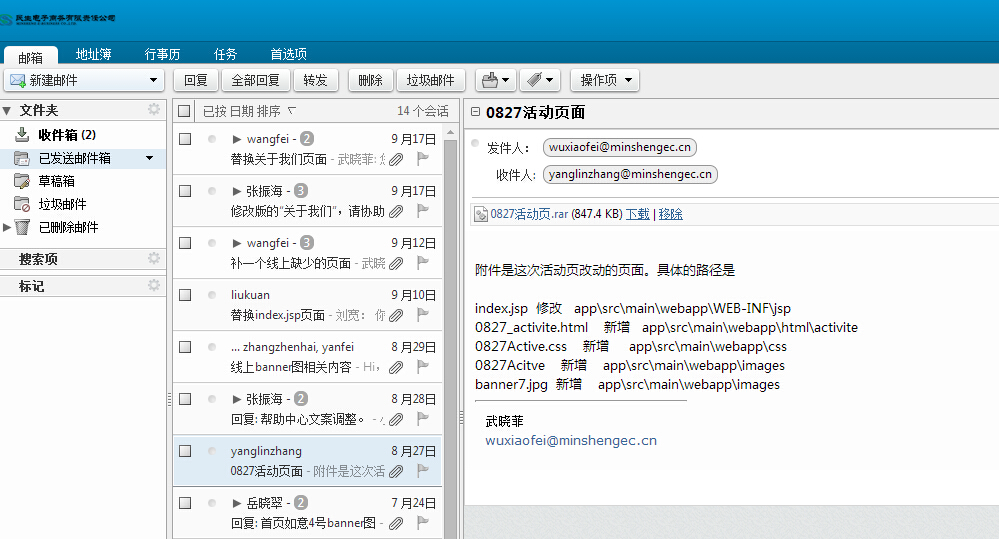 民生电子商务有限责任公司
邮箱 地址簿 行事历 任务 首选项
新建邮件 回复 全部回复 转发 删除 垃圾邮件 操作项
文件夹
收件箱 (2)
已发送邮件箱
草稿箱
垃圾邮件
已删除邮件
搜索项
标记
已按 日期 排序 14 个会话
wangfei - 2 9 月17日
替换关于我们页面 - 武晓菲:
张振海 - 3 9 月17日
修改版的"关于我们"，请协助
wangfei - 3 9 月12日
补一个线上缺少的页面 - 武晓
liukuan 9 月10日
替换index.jsp页面 - 刘宽： 你
... zhangzhenhai, yanfei 8 月29日
线上banner图相关内容 - Hi，
张振海 - 2 8 月28日
回复: 帮助中心文案调整。 -
yanglinzhang 8 月27日
0827活动页面 - 附件是这次活
岳晓翠 - 2 7 月24日
回复: 首页如意4号banner图 -
0827活动页面
发件人： wuxiaofei@minshengec.cn
收件人: yanglinzhang@minshengec.cn
0827活动页.rar (847.4 KB) 下载 | 移除
附件是这次活动页改动的页面。具体的路径是
index.jsp 修改 app\src\main\webapp\WEB-INF\jsp
0827_activite.html 新增 app\src\main\webapp\html\activite
0827Active.css 新增 app\src\main\webapp\css
0827Acitve 新增 app\src\main\webapp\images
banner7.jpg 新增 app\src\main\webapp\images
武晓菲
wuxiaofei@minshengec.cn